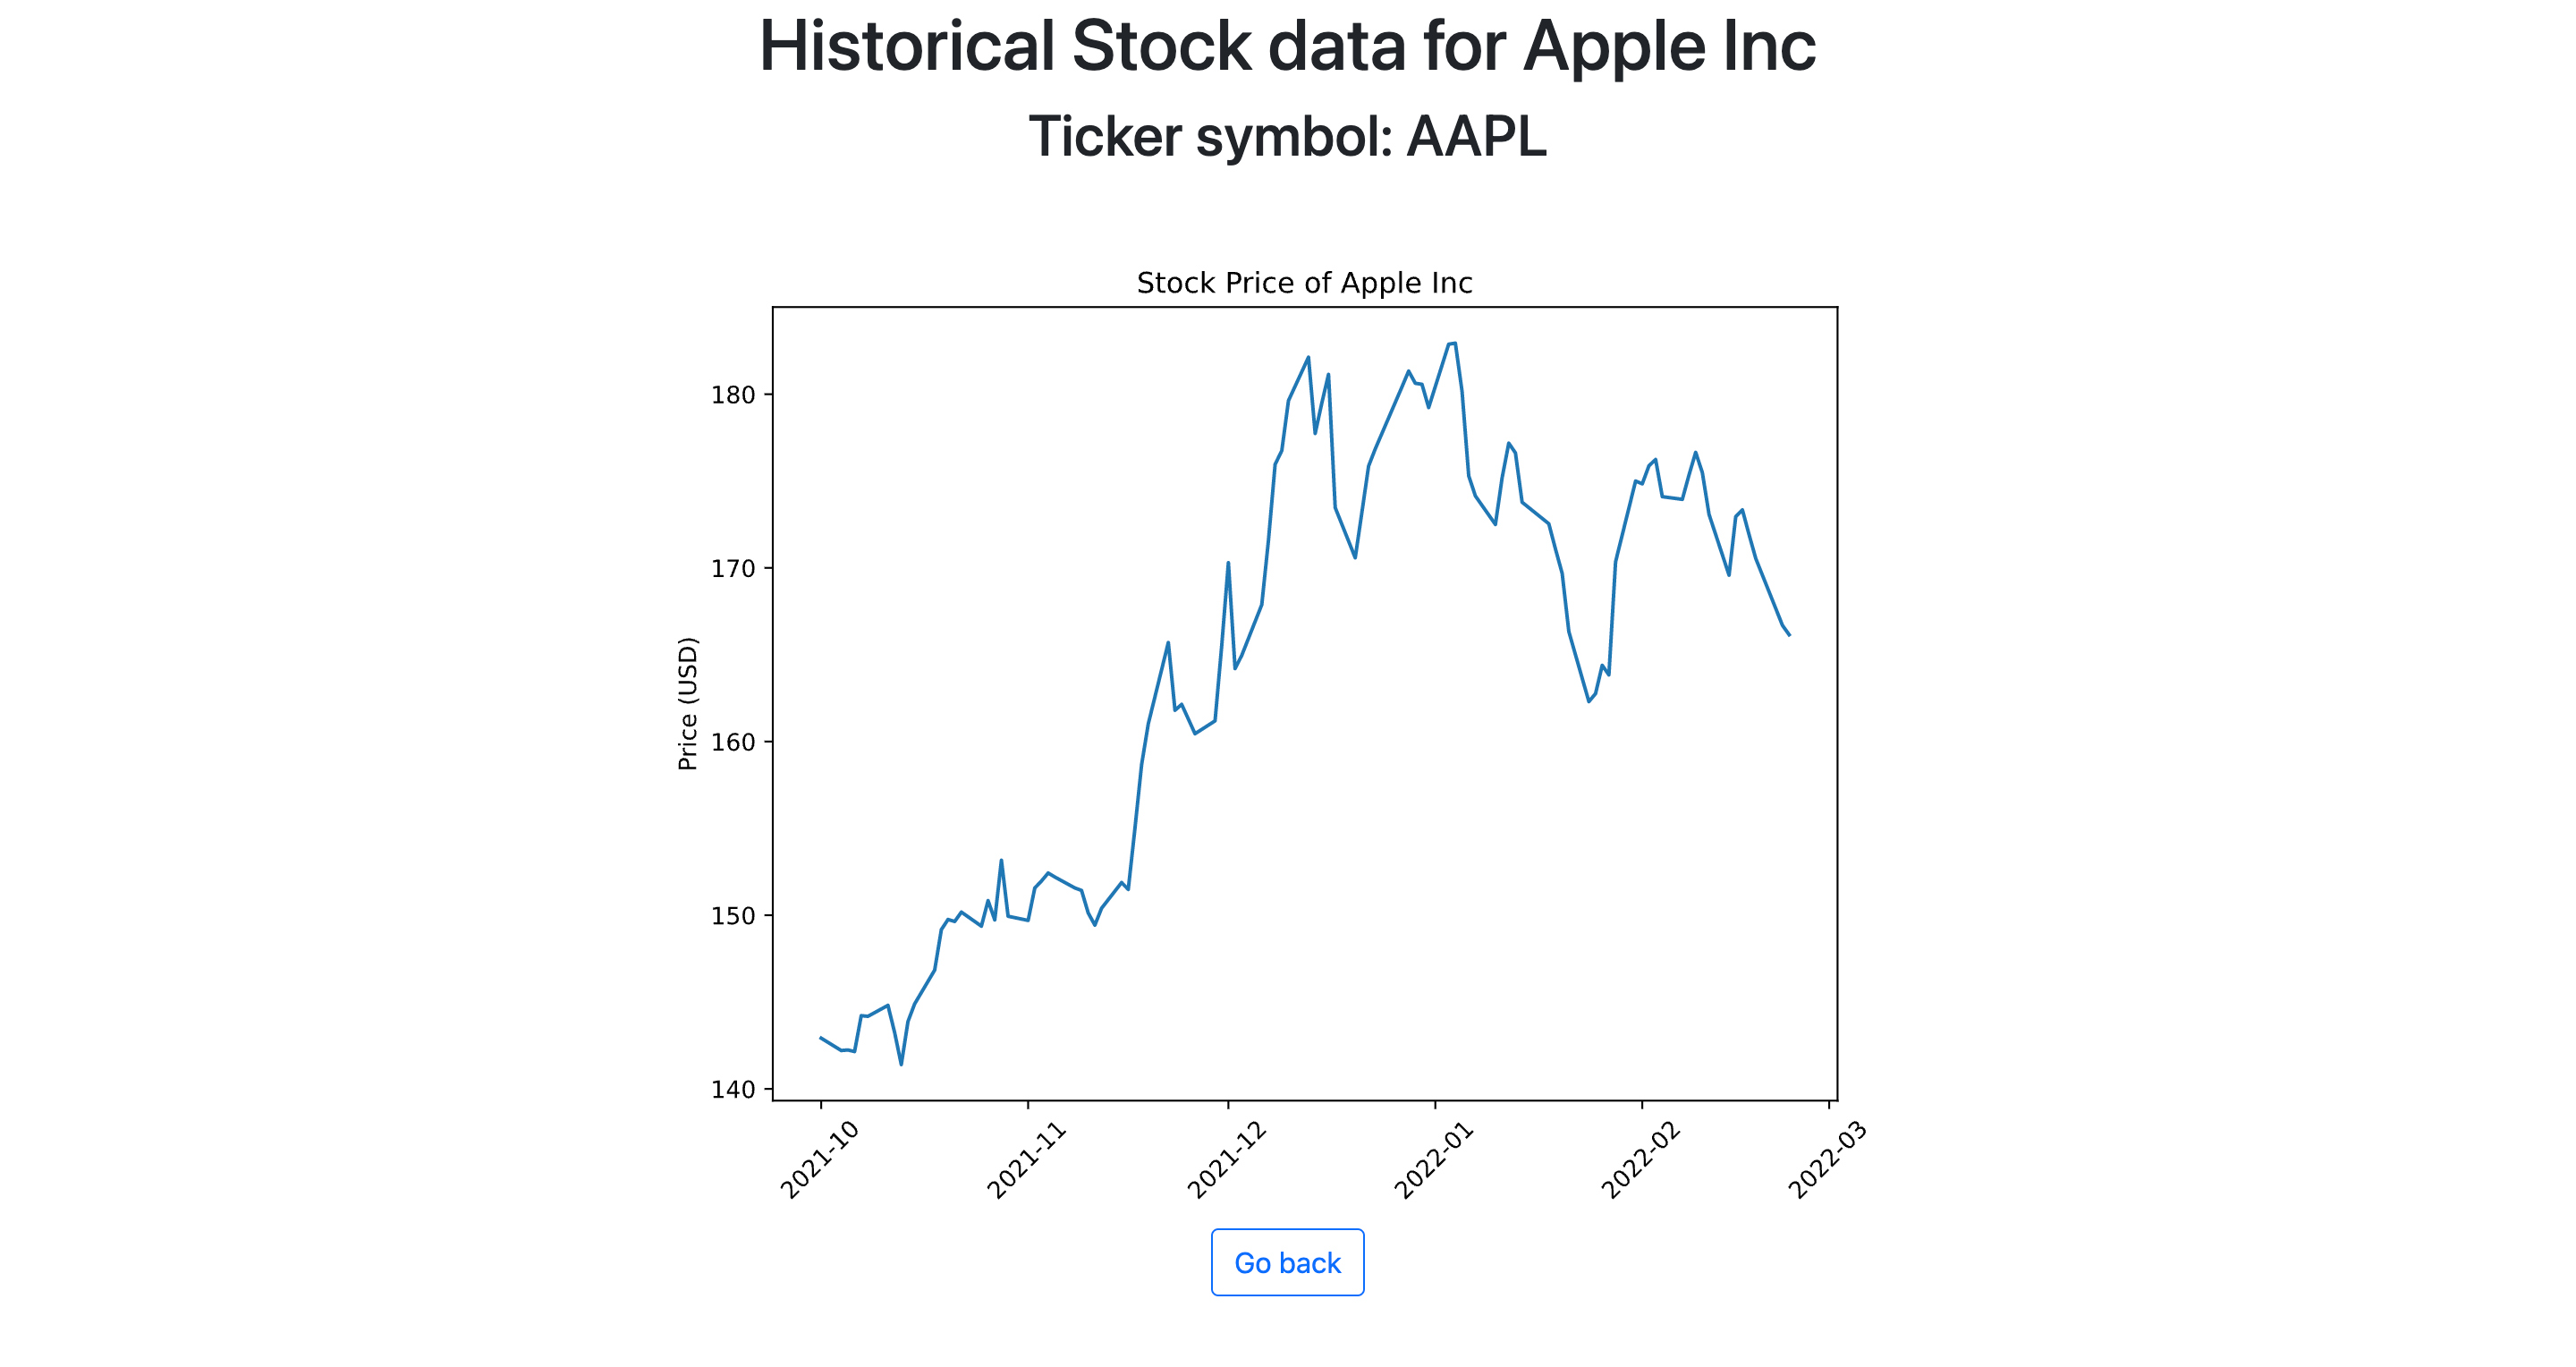 Historical Stock data for Apple Inc
Ticker symbol: AAPL
Stock Price of Apple Inc
Price (USD)
180
170
160
150
140
2021-10
2021-11
2021-12
2022-01
2022-02
2022-03
Go back